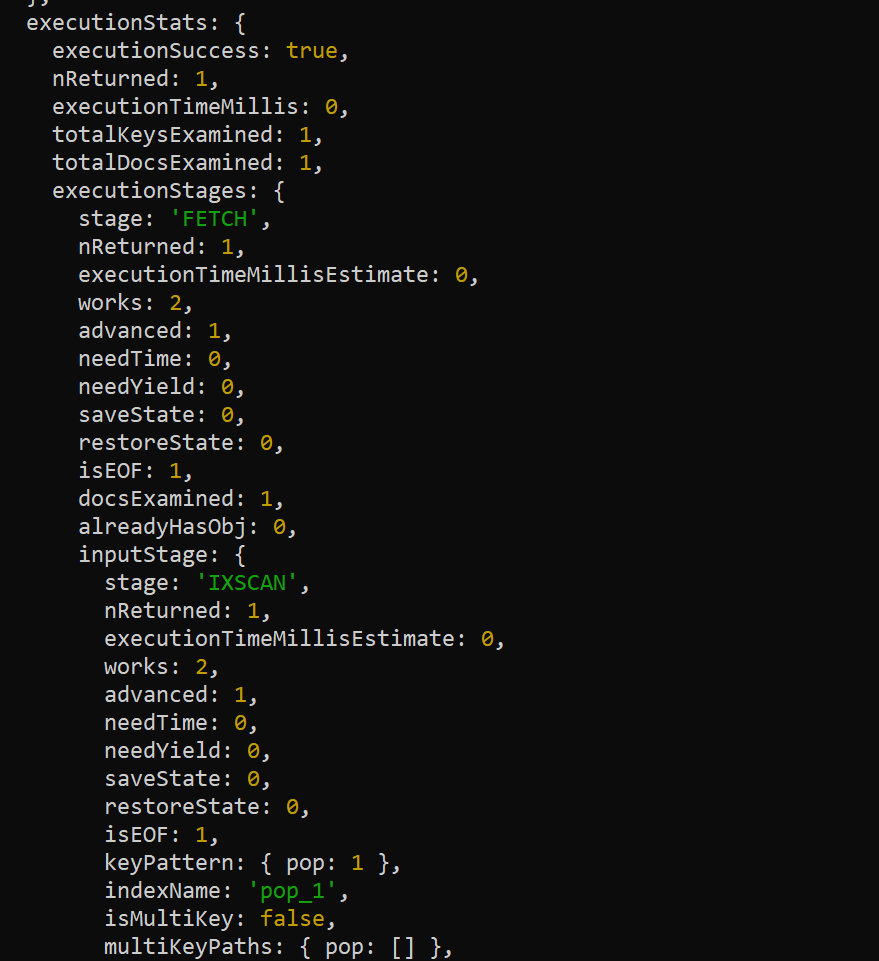 },
executionStats: {
executionSuccess: true,
nReturned: 1,
executionTimeMillis: 0,
totalKeysExamined: 1,
totalDocsExamined: 1,
executionStages: {
stage: 'FETCH',
nReturned: 1,
executionTimeMillisEstimate: 0,
works: 2,
advanced: 1,
needTime: 0,
needYield: 0,
saveState: 0,
restoreState: 0,
isEOF: 1,
docsExamined: 1,
alreadyHasObj: 0,
inputStage: {
stage: 'IXSCAN',
nReturned: 1,
executionTimeMillisEstimate: 0,
works: 2,
advanced: 1,
needTime: 0,
needYield: 0,
saveState: 0,
restoreState: 0,
isEOF: 1,
keyPattern: { pop: 1 },
indexName: 'pop_1',
isMultiKey: false,
multiKeyPaths: { pop: [] },